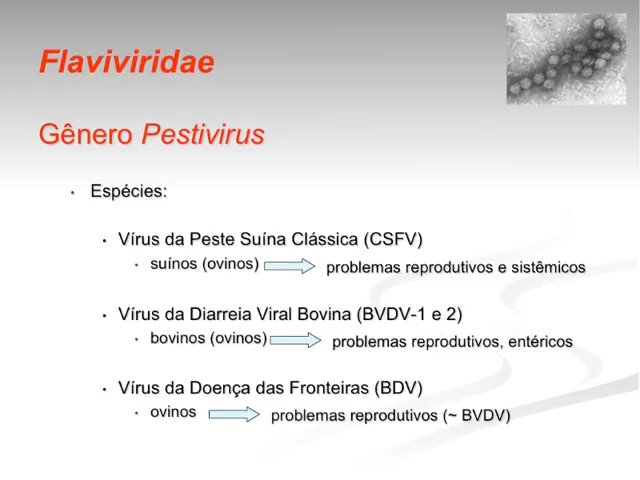 Flaviviridae
Gênero Pestivirus
• Espécies:
• Vírus da Peste Suína Clássica (CSFV)
• suínos (ovinos) problemas reprodutivos e sistêmicos
• Vírus da Diarreia Viral Bovina (BVDV-1 e 2)
• bovinos (ovinos) problemas reprodutivos, entéricos
• Vírus da Doença das Fronteiras (BDV)
• ovinos problemas reprodutivos (~ BVDV)